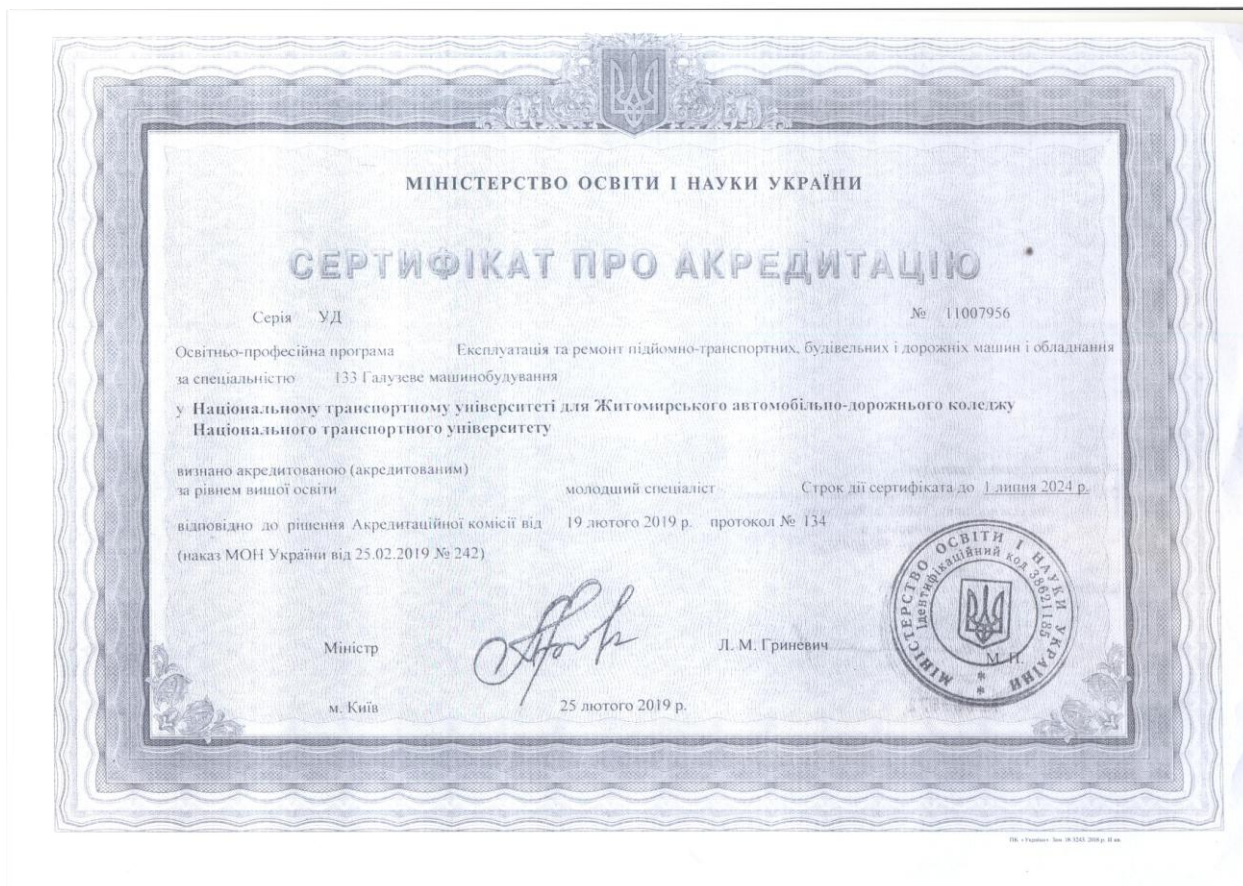 МІНІСТЕРСТВО ОСВІТИ І НАУКИ УКРАЇНИ
СЕРТИФІКАТ ПРО АКРЕДИТАЦІЮ
Серія УД № 11007956
Освітньо-професійна програма Експлуатація та ремонт підйомно-транспортних, будівельних і дорожніх машин і обладнання
за спеціальністю 133 Галузеве машинобудування
у Національному транспортному університеті для Житомирського автомобільно-дорожнього коледжу
Національного транспортного університету
визнано акредитованою (акредитованим)
за рівнем вищої освіти молодший спеціаліст Строк дії сертифіката до 1 липня 2024 р.
відповідно до рішення Акредитаційної комісії від 19 лютого 2019 р. протокол № 134
(наказ МОН України від 25.02.2019 № 242)
Міністр Л. М. Гриневич
м. Київ 25 лютого 2019 р.
МІНІСТЕРСТВО ОСВІТИ І НАУКИ УКРАЇНИ
Ідентифікаційний код 38621185
М. П.